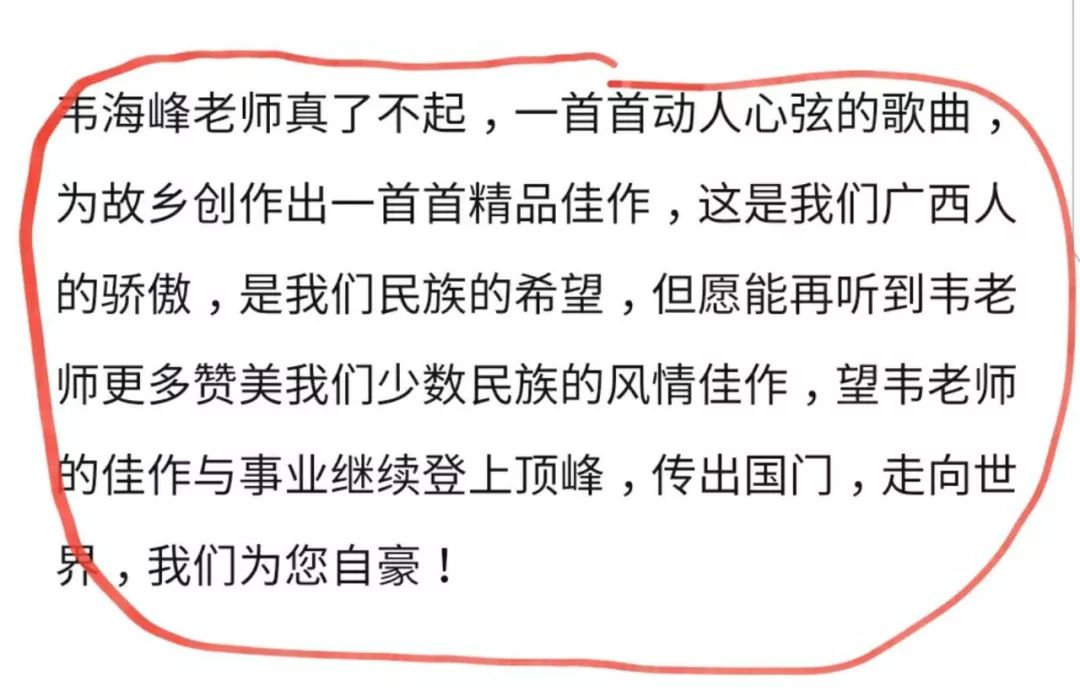 韦海峰老师真了不起，一首首动人心弦的歌曲，
为故乡创作出一首首精品佳作，这是我们广西人
的骄傲，是我们民族的希望，但愿能再听到韦老
师更多赞美我们少数民族的风情佳作，望韦老师
的佳作与事业继续登上顶峰，传出国门，走向世
界，我们为您自豪！